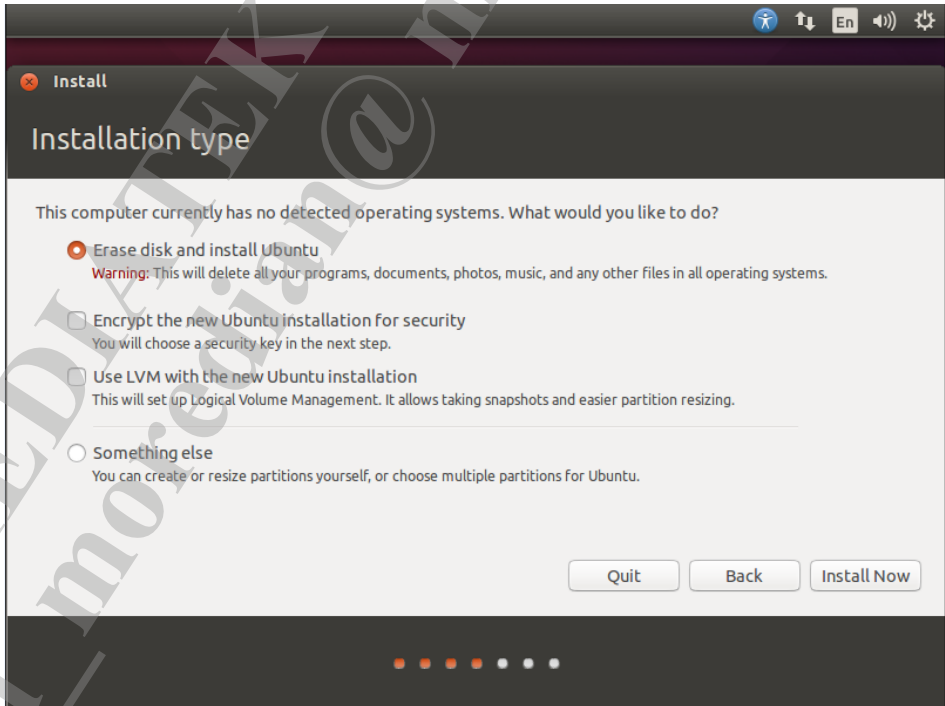 En
Install
Installation type
This computer currently has no detected operating systems. What would you like to do?
Erase disk and install Ubuntu
Warning: This will delete all your programs, documents, photos, music, and any other files in all operating systems.
Encrypt the new Ubuntu installation for security
You will choose a security key in the next step.
Use LVM with the new Ubuntu installation
This will set up Logical Volume Management. It allows taking snapshots and easier partition resizing.
Something else
You can create or resize partitions yourself, or choose multiple partitions for Ubuntu.
Quit Back Install Now